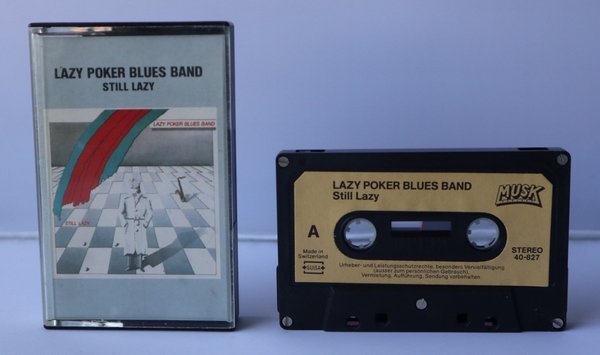 LAZY POKER BLUES BAND
STILL LAZY
LAZY POKER BLUES BAND
STILL LAZY
LAZY POKER BLUES BAND
Still Lazy
MUSK
A
Made in
Switzerland
SUISA
STEREO
40-827
Urheber- und Leistungsschutzrechte, besonders Vervielfältigung
(ausser zum persönlichen Gebrauch),
Vermietung, Aufführung, Sendung vorbehalten.